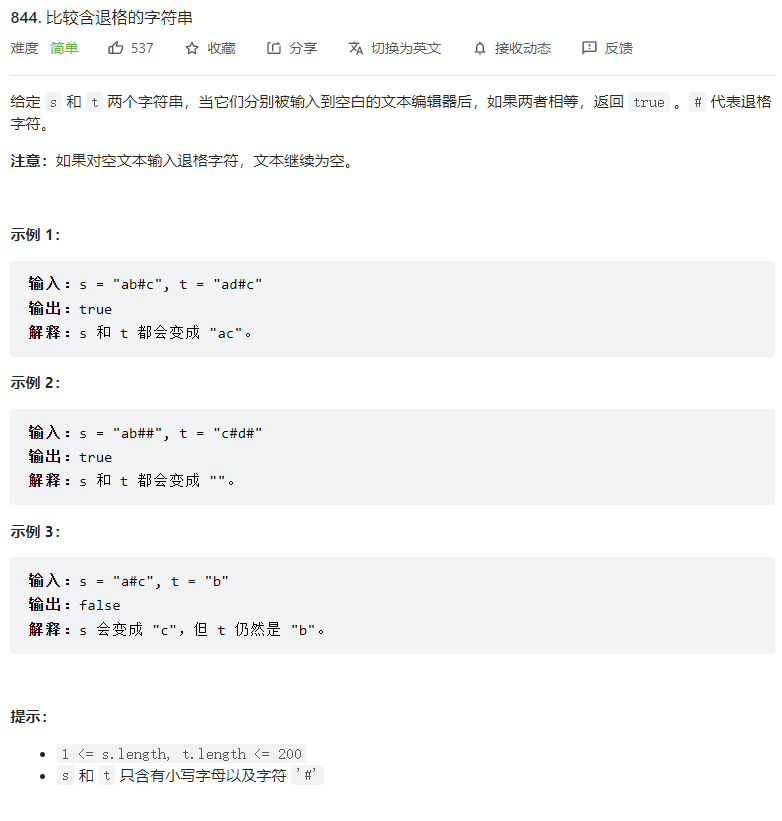 844. 比较含退格的字符串
难度 简单 537 收藏 分享 切换为英文 接收动态 反馈
给定 s 和 t 两个字符串，当它们分别被输入到空白的文本编辑器后，如果两者相等，返回 true 。# 代表退格
字符。
注意：如果对空文本输入退格字符，文本继续为空。
示例 1：
输入：s = "ab#c", t = "ad#c"
输出：true
解释：s 和 t 都会变成 "ac"。
示例 2：
输入：s = "ab##", t = "c#d#"
输出：true
解释：s 和 t 都会变成 ""。
示例 3：
输入：s = "a#c", t = "b"
输出：false
解释：s 会变成 "c"，但 t 仍然是 "b"。
提示：
• 1 <= s.length, t.length <= 200
• s 和 t 只含有小写字母以及字符 '#'